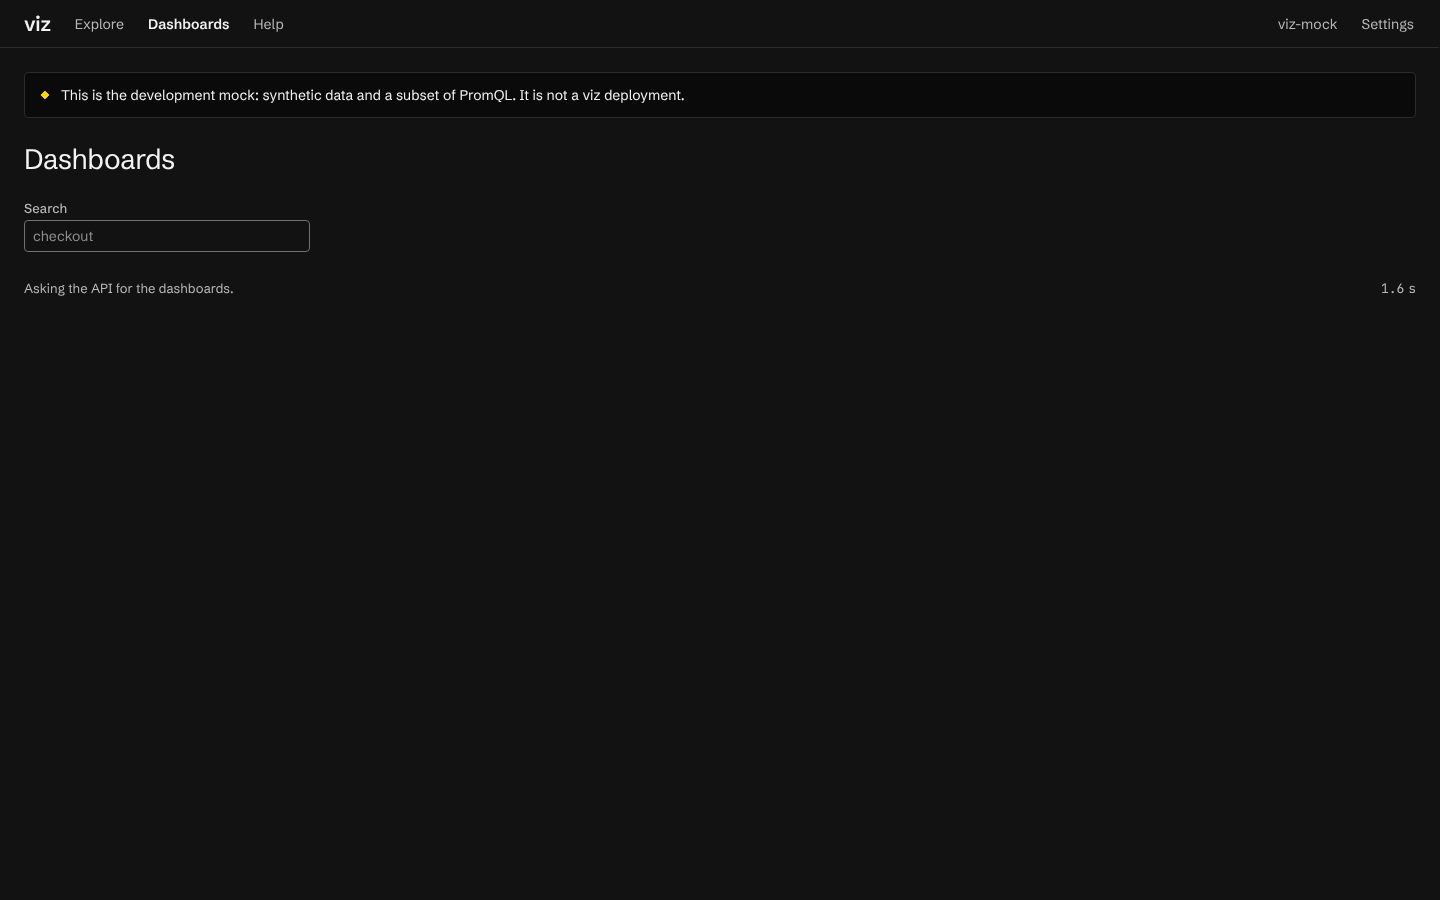 viz Explore Dashboards Help viz-mock Settings
This is the development mock: synthetic data and a subset of PromQL. It is not a viz deployment.
Dashboards
Search
checkout
Asking the API for the dashboards. 1.6 s